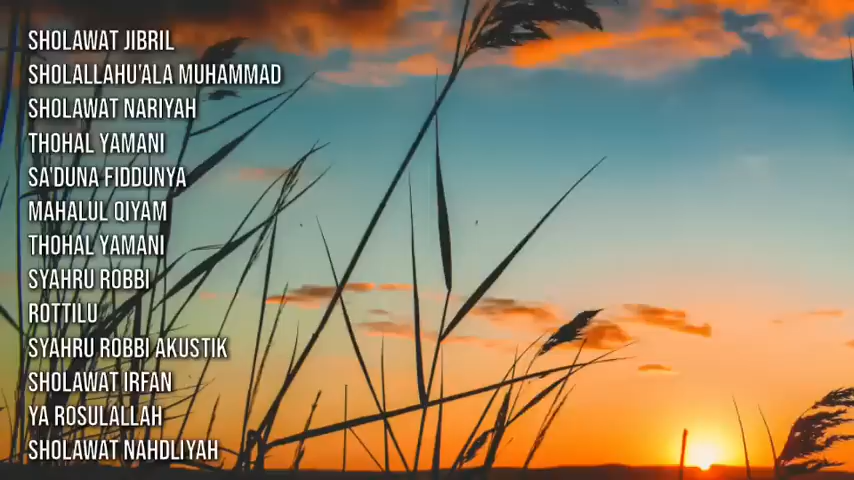 SHOLAWAT JIBRIL
SHOLALLAHU'ALA MUHAMMAD
SHOLAWAT NARIYAH
THOHAL YAMANI
SA'DUNA FIDDUNYA
MAHALUL QIYAM
THOHAL YAMANI
SYAHRU ROBBI
ROTTILU
SYAHRU ROBBI AKUSTIK
SHOLAWAT IRFAN
YA ROSULALLAH
SHOLAWAT NAHDLIYAH